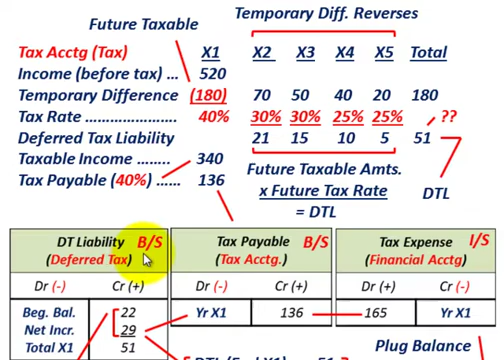 Future Taxable
Temporary Diff. Reverses
Tax Acctg (Tax) X1 X2 X3 X4 X5 Total
Income (before tax) ... 520
Temporary Difference (180) 70 50 40 20 180
Tax Rate ..................... 40% 30% 30% 25% 25% ??
Deferred Tax Liability 21 15 10 5 51
Taxable Income ........ 340
Tax Payable (40%) ...... 136
Future Taxable Amts.
x Future Tax Rate
= DTL
DTL
DT Liability B/S
(Deferred Tax)
Dr (-) Cr (+)
Beg. Bal. 22
Net Incr. 29
Total X1 51
Tax Payable B/S
(Tax Acctg.)
Dr (-) Cr (+)
Yr X1 136
Tax Expense I/S
(Financial Acctg)
Dr (+) Cr (-)
165 Yr X1
Plug Balance